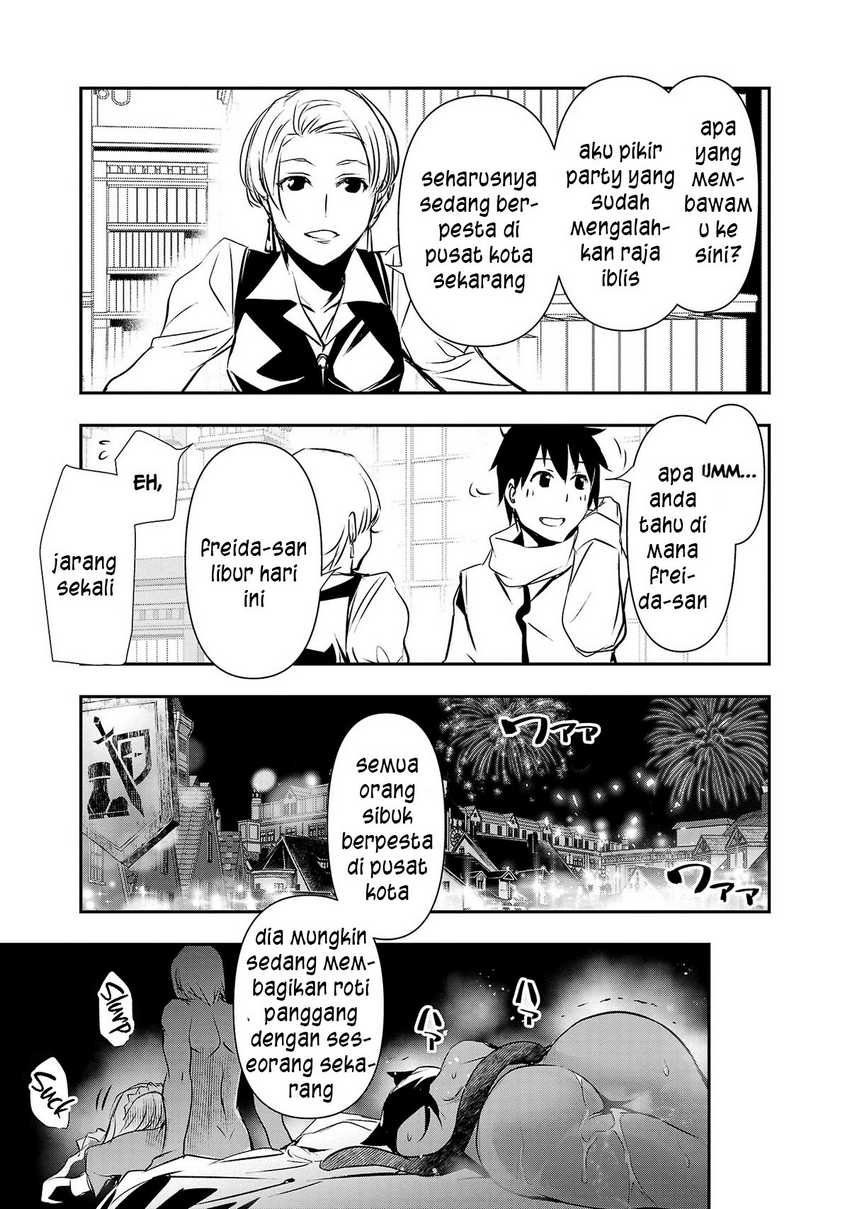 apa
yang
mem-
bawam
u ke
sini?
aku pikir
party yang
sudah
mengalah-
kan raja
iblis
seharusnya
sedang ber-
pesta di
pusat kota
sekarang
UMM...
apa
anda
tahu di
mana
frei-
da-san
freida-san
libur hari
ini
EH,
jarang
sekali
ワァァ
ワァァ
semua
orang
sibuk
berpesta
di pusat
kota
dia mungkin
sedang mem-
bagikan roti
panggang
dengan ses-
eorang seka-
rang
Slurp
Suck